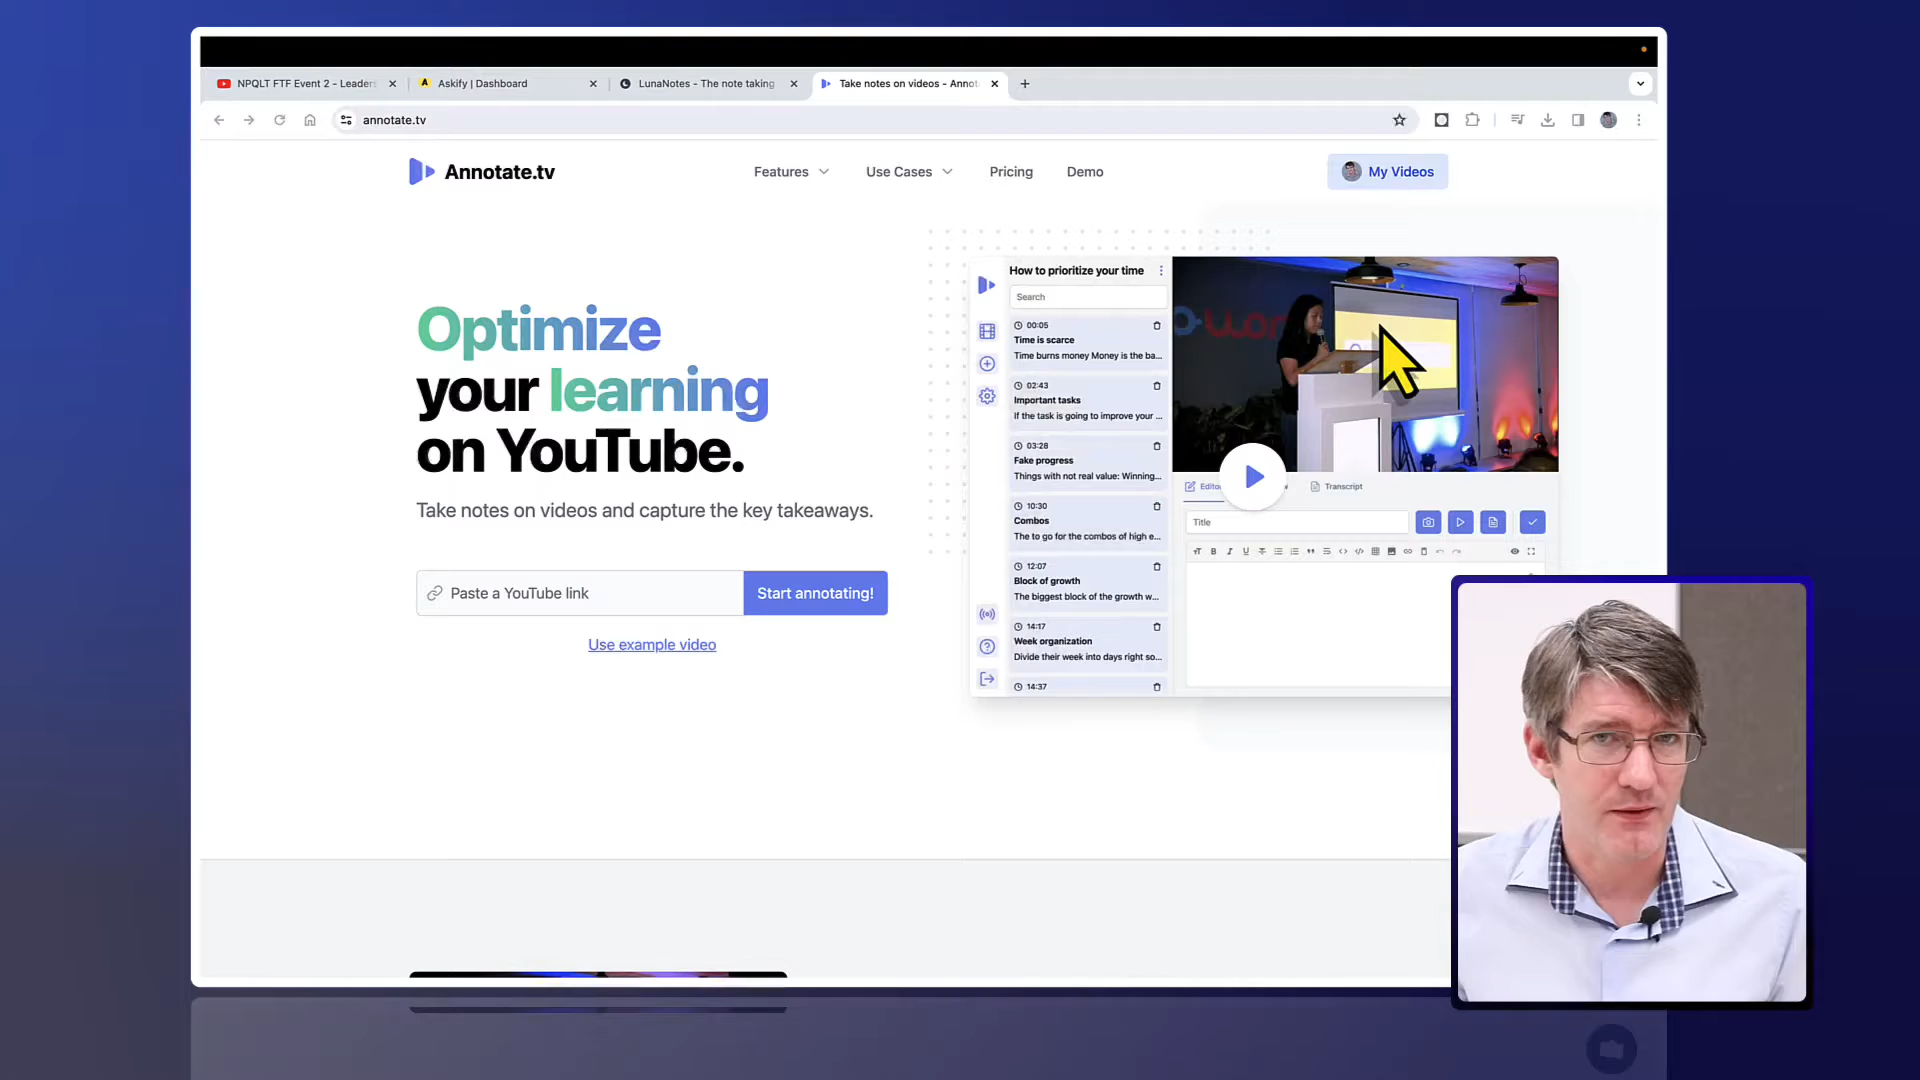 NPQLT FTF Event 2 - Leaders
Askify | Dashboard
LunaNotes - The note taking
Take notes on videos - Annot
annotate.tv
Annotate.tv
Features
Use Cases
Pricing
Demo
My Videos
Optimize
your learning
on YouTube.
Take notes on videos and capture the key takeaways.
Paste a YouTube link
Start annotating!
Use example video
How to prioritize your time
Search
00:05
Time is scarce
Time burns money Money is the ba...
02:43
Important tasks
If the task is going to improve your ...
03:28
Fake progress
Things with not real value: Winning...
10:30
Combos
The to go for the combos of high e...
12:07
Block of growth
The biggest block of the growth w...
14:17
Week organization
Divide their week into days right so...
14:37
Transcript
Title